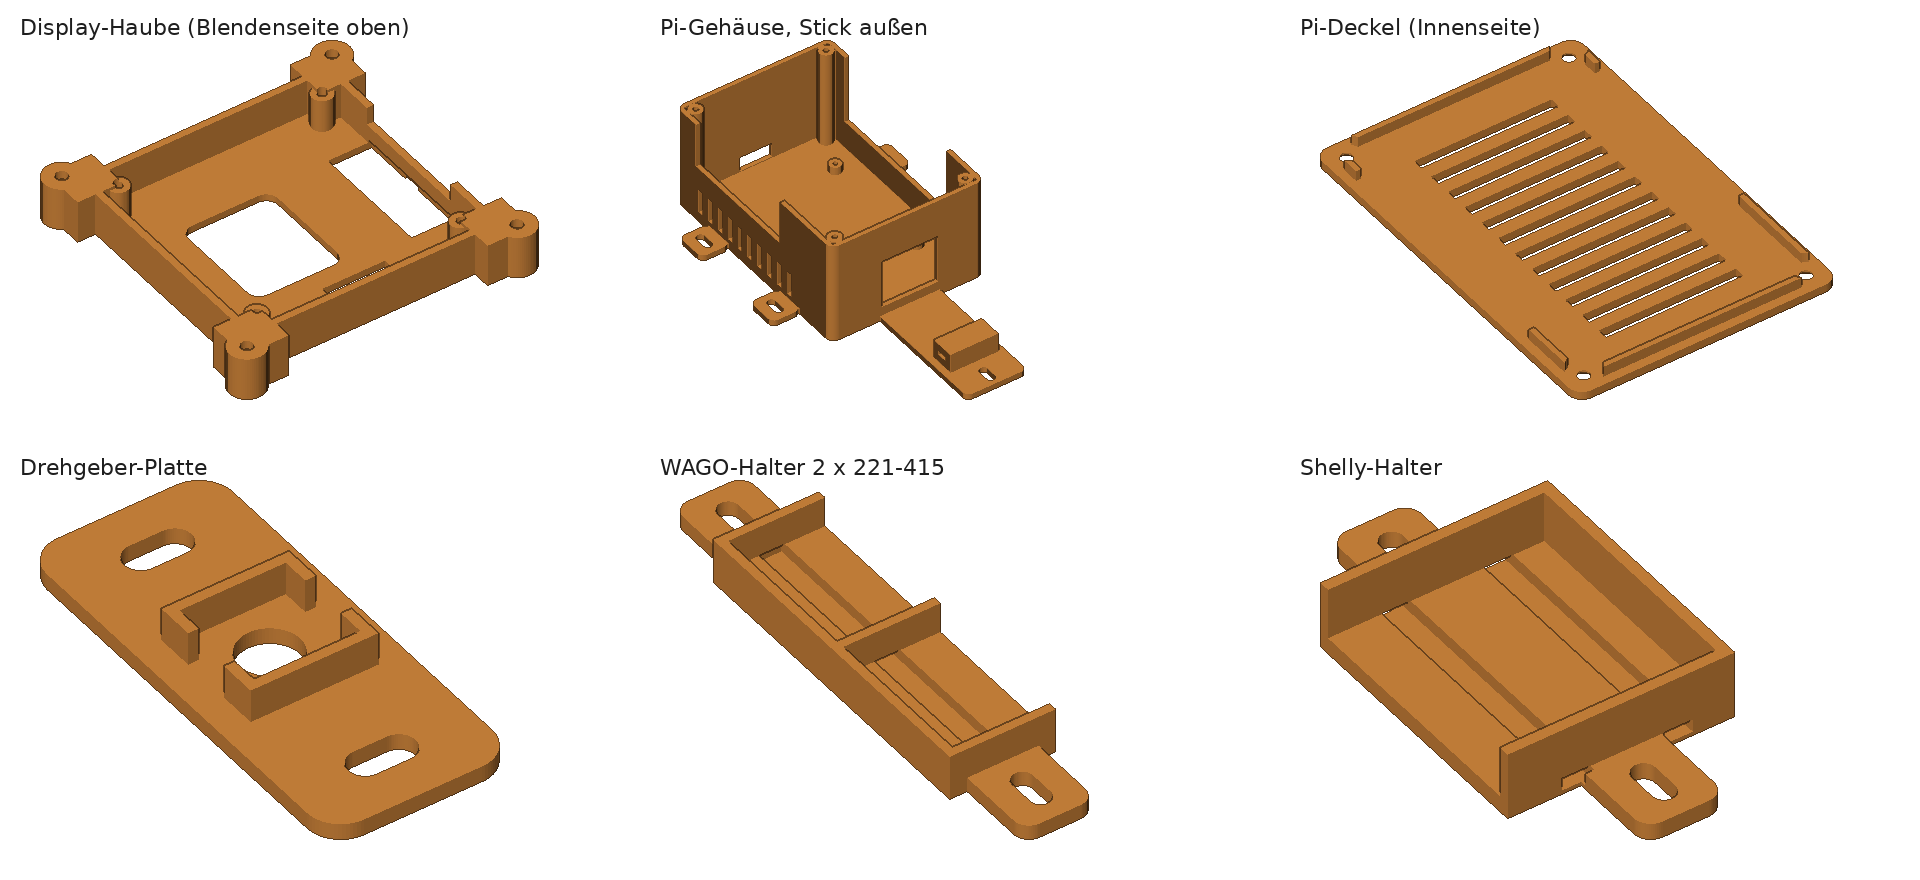 Display-Haube (Blendenseite oben)
Pi-Gehäuse, Stick außen
Pi-Deckel (Innenseite)
Drehgeber-Platte
WAGO-Halter 2 x 221-415
Shelly-Halter